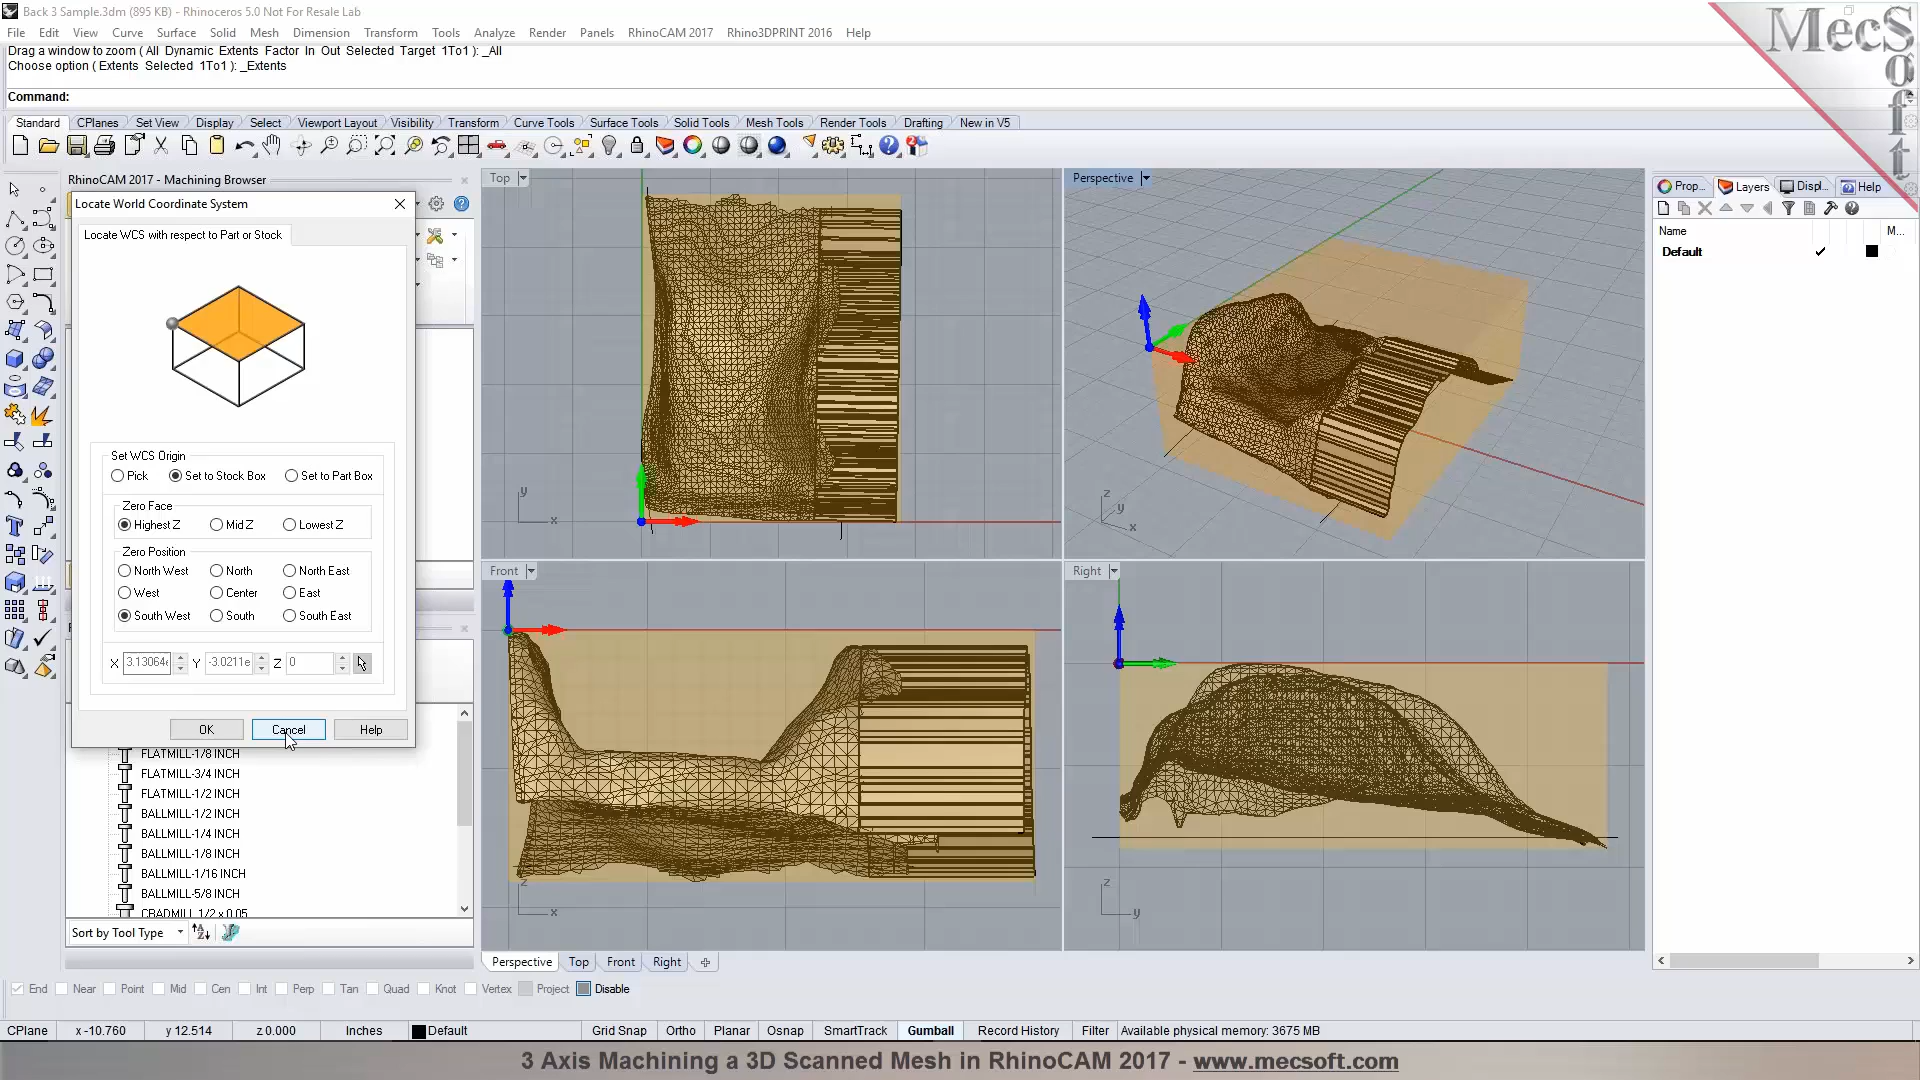 Back 3 Sample.3dm (895 KB) - Rhinoceros 5.0 Not For Resale Lab
File Edit View Curve Surface Solid Mesh Dimension Transform Tools Analyze Render Panels RhinoCAM 2017 Rhino3DPRINT 2016 Help
Drag a window to zoom ( All Dynamic Extents Factor In Out Selected Target 1To1 ): _All
Choose option ( Extents Selected 1To1 ): _Extents
Command:
MecSoft
Standard CPlanes Set View Display Select Viewport Layout Visibility Transform Curve Tools Surface Tools Solid Tools Mesh Tools Render Tools Drafting New in V5
RhinoCAM 2017 - Machining Browser
Locate World Coordinate System
Locate WCS with respect to Part or Stock
Set WCS Origin
Pick Set to Stock Box Set to Part Box
Zero Face
Highest Z Mid Z Lowest Z
Zero Position
North West North North East
West Center East
South West South South East
X 3.13064 Y -3.0211e Z 0
OK Cancel Help
FLATMILL-1/8 INCH
FLATMILL-3/4 INCH
FLATMILL-1/2 INCH
BALLMILL-1/2 INCH
BALLMILL-1/4 INCH
BALLMILL-1/8 INCH
BALLMILL-1/16 INCH
BALLMILL-5/8 INCH
CRADMILL 1/2 x 0.05
Sort by Tool Type
Top
y
x
Perspective
z
y
x
Front
z
x
Right
z
y
Prop... Layers Displ... Help
Name M...
Default
Perspective Top Front Right
End Near Point Mid Cen Int Perp Tan Quad Knot Vertex Project Disable
CPlane x -10.760 y 12.514 z 0.000 Inches Default Grid Snap Ortho Planar Osnap SmartTrack Gumball Record History Filter Available physical memory: 3675 MB
3 Axis Machining a 3D Scanned Mesh in RhinoCAM 2017 - www.mecsoft.com